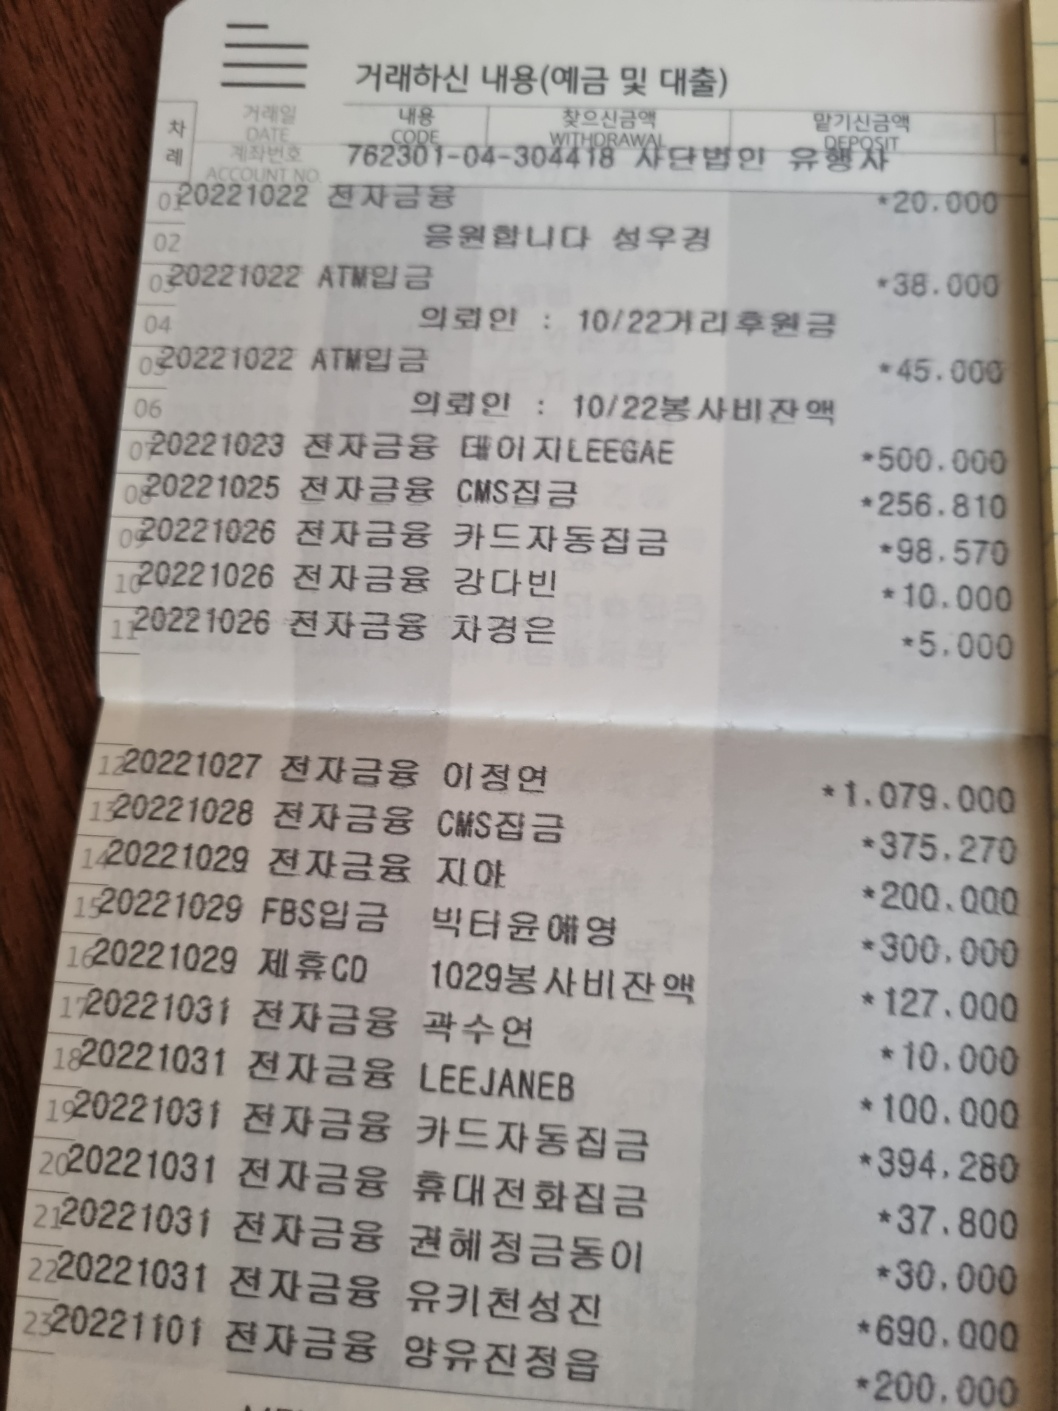 거래하신 내용(예금 및 대출)
차례 거래일 DATE 내용 CODE 찾으신금액 WITHDRAWAL 맡기신금액 DEPOSIT
계좌번호 ACCOUNT NO. 762301-04-304418 사단법인 유행사
01 20221022 전자금융 *20.000
02 응원합니다 성우경
03 20221022 ATM입금 *38.000
04 의뢰인 : 10/22거리후원금
05 20221022 ATM입금 *45.000
06 의뢰인 : 10/22봉사비잔액
07 20221023 전자금융 데이지LEEGAE *500.000
08 20221025 전자금융 CMS집금 *256.810
09 20221026 전자금융 카드자동집금 *98.570
10 20221026 전자금융 강다빈 *10.000
11 20221026 전자금융 차경은 *5.000
12 20221027 전자금융 이정연 *1.079.000
13 20221028 전자금융 CMS집금 *375.270
14 20221029 전자금융 지야 *200.000
15 20221029 FBS입금 *300.000
16 20221029 제휴CD 1029봉사비잔액 *127.000
17 20221031 전자금융 곽수연 *10.000
18 20221031 전자금융 LEEJANEB *100.000
19 20221031 전자금융 카드자동집금 *394.280
20 20221031 전자금융 휴대전화집금 *37.800
21 20221031 전자금융 권혜정금동이 *30.000
22 20221031 전자금융 유키천성진 *690.000
23 20221101 전자금융 양유진정읍 *200.000